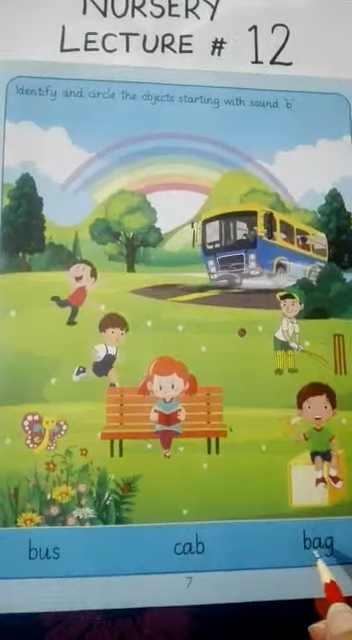 NURSERY
LECTURE # 12
Identify and circle the objects starting with sound 'b'
bus cab bag
7